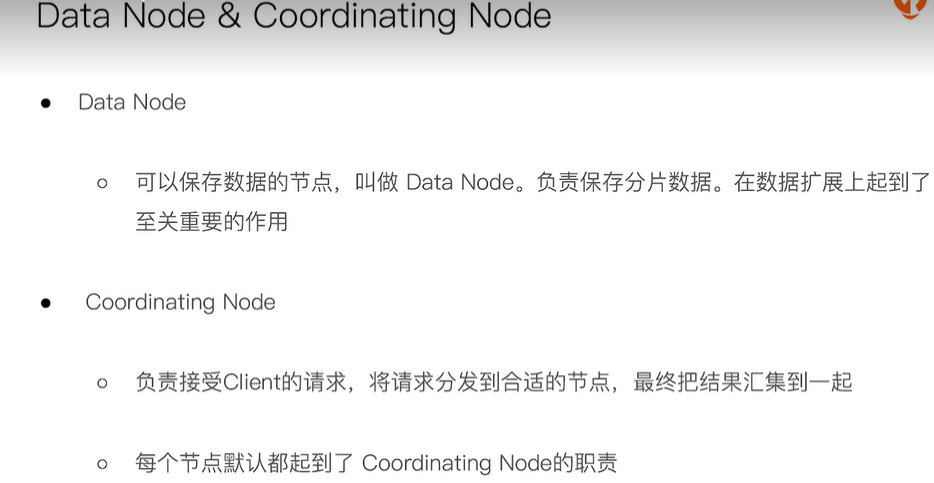 Data Node & Coordinating Node
Data Node
可以保存数据的节点，叫做 Data Node。负责保存分片数据。在数据扩展上起到了
至关重要的作用
Coordinating Node
负责接受Client的请求，将请求分发到合适的节点，最终把结果汇集到一起
每个节点默认都起到了 Coordinating Node的职责